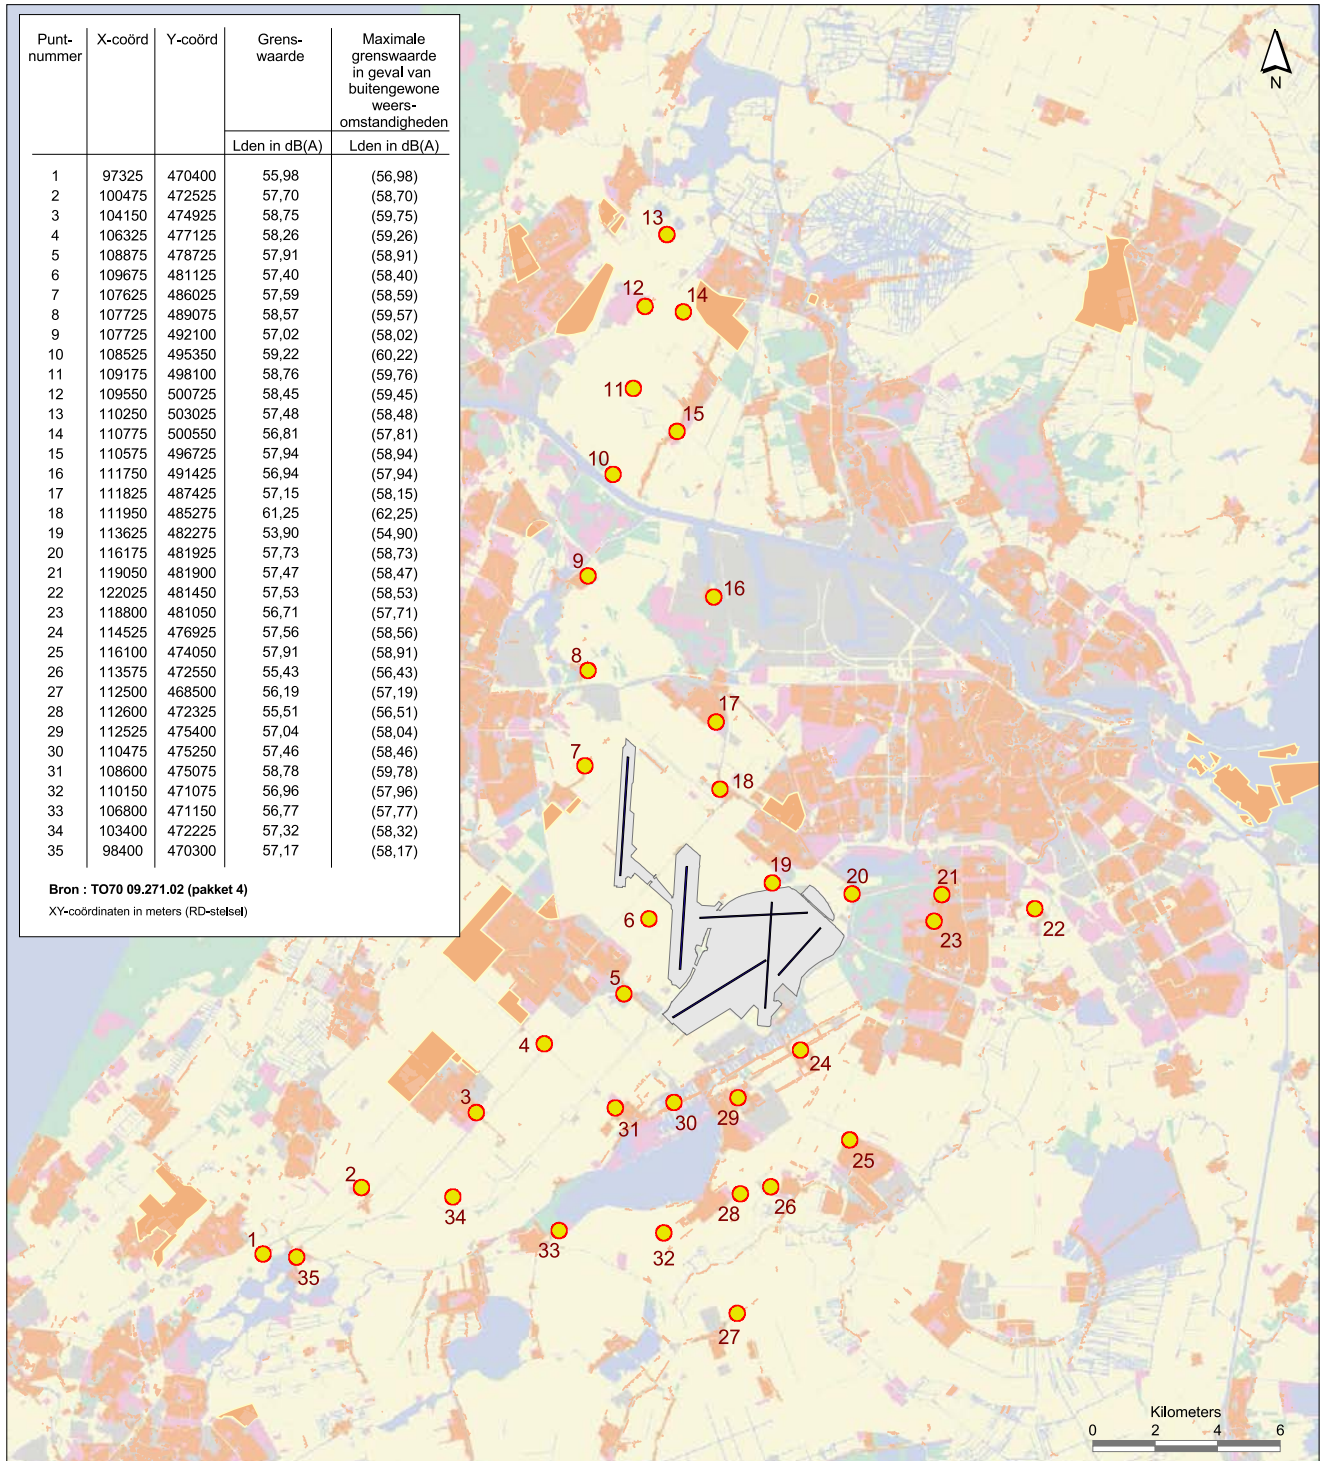 Punt- X-coörd Y-coörd Grens- Maximale
nummer waarde grenswaarde
in geval van
buitengewone
weers-
omstandigheden
Lden in dB(A) Lden in dB(A)
1 97325 470400 55,98 (56,98)
2 100475 472525 57,70 (58,70)
3 104150 474925 58,75 (59,75)
4 106325 477125 58,26 (59,26)
5 108875 478725 57,91 (58,91)
6 109675 481125 57,40 (58,40)
7 107625 486025 57,59 (58,59)
8 107725 489075 58,57 (59,57)
9 107725 492100 57,02 (58,02)
10 108525 495350 59,22 (60,22)
11 109175 498100 58,76 (59,76)
12 109550 500725 58,45 (59,45)
13 110250 503025 57,48 (58,48)
14 110775 500550 56,81 (57,81)
15 110575 496725 57,94 (58,94)
16 111750 491425 56,94 (57,94)
17 111825 487425 57,15 (58,15)
18 111950 485275 61,25 (62,25)
19 113625 482275 53,90 (54,90)
20 116175 481925 57,73 (58,73)
21 119050 481900 57,47 (58,47)
22 122025 481450 57,53 (58,53)
23 118800 481050 56,71 (57,71)
24 114525 476925 57,56 (58,56)
25 116100 474050 57,91 (58,91)
26 113575 472550 55,43 (56,43)
27 112500 468500 56,19 (57,19)
28 112600 472325 55,51 (56,51)
29 112525 475400 57,04 (58,04)
30 110475 475250 57,46 (58,46)
31 108600 475075 58,78 (59,78)
32 110150 471075 56,96 (57,96)
33 106800 471150 56,77 (57,77)
34 103400 472225 57,32 (58,32)
35 98400 470300 57,17 (58,17)
Bron : TO70 09.271.02 (pakket 4)
XY-coördinaten in meters (RD-stelsel)
N
13
12
14
11
15
10
9
16
8
17
7
18
19
20
21
6
22
23
5
4
24
3
31
30
29
25
2
34
28
26
33
32
1
35
27
Kilometers
0 2 4 6